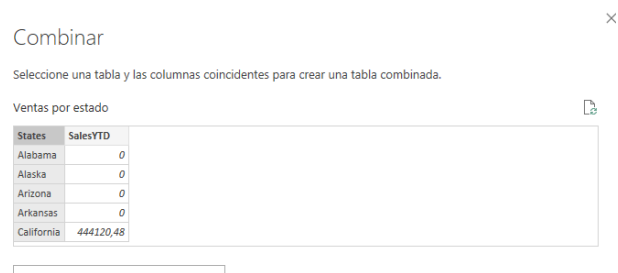 Combinar
Seleccione una tabla y las columnas coincidentes para crear una tabla combinada.
Ventas por estado
States SalesYTD
Alabama 0
Alaska 0
Arizona 0
Arkansas 0
California 444120,48